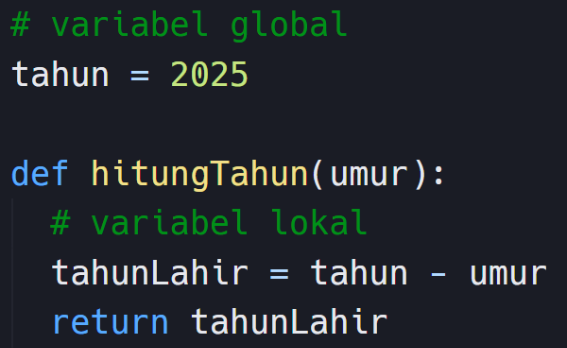 # variabel global
tahun = 2025
def hitungTahun(umur):
# variabel lokal
tahunLahir = tahun - umur
return tahunLahir